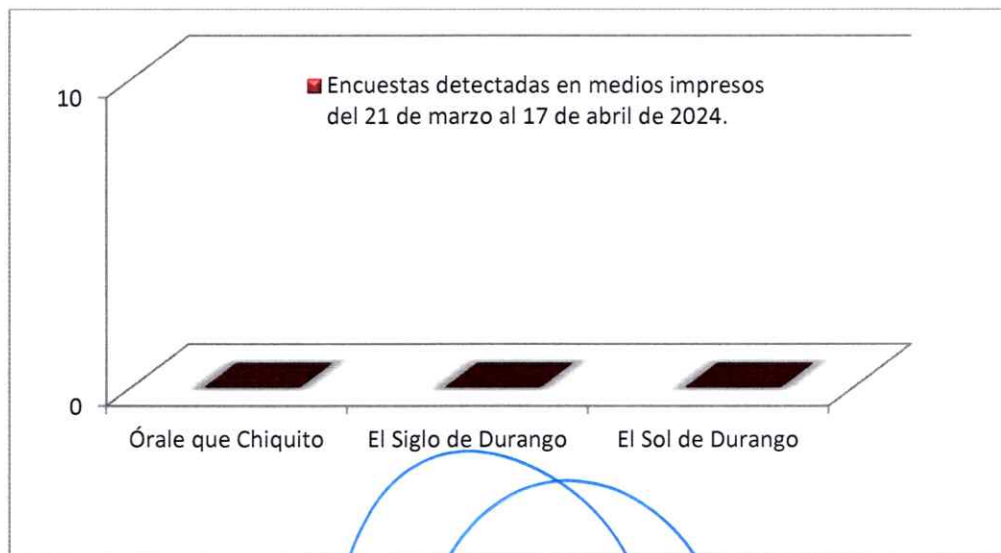 Encuestas detectadas en medios impresos
del 21 de marzo al 17 de abril de 2024.
10
0
Órale que Chiquito
El Siglo de Durango
El Sol de Durango